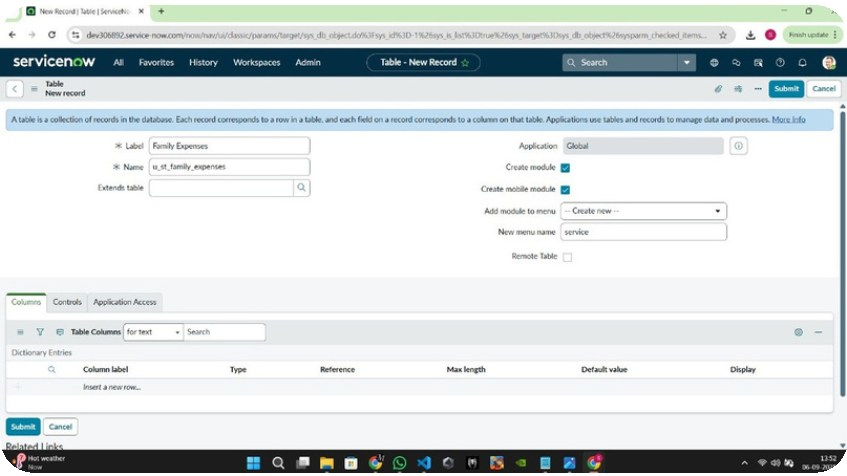 New Record | Table | ServiceNo
dev306892.service-now.com/now/nav/ui/classic/params/target/sys_db_object.do%3Fsys_id%3D-1%26sys_is_list%3Dtrue%26sys_target%3Dsys_db_object%26sysparm_checked_items...
Finish update
servicenow All Favorites History Workspaces Admin Table - New Record Search
Table
New record
Submit Cancel
A table is a collection of records in the database. Each record corresponds to a row in a table, and each field on a record corresponds to a column on that table. Applications use tables and records to manage data and processes. More Info
Label Family Expenses
Application Global
Name u_st_family_expenses
Create module
Extends table
Create mobile module
Add module to menu -- Create new --
New menu name service
Remote Table
Columns Controls Application Access
Table Columns for text Search
Dictionary Entries
Column label Type Reference Max length Default value Display
Insert a new row...
Submit Cancel
Related Links
Hot weather
Now
13:52